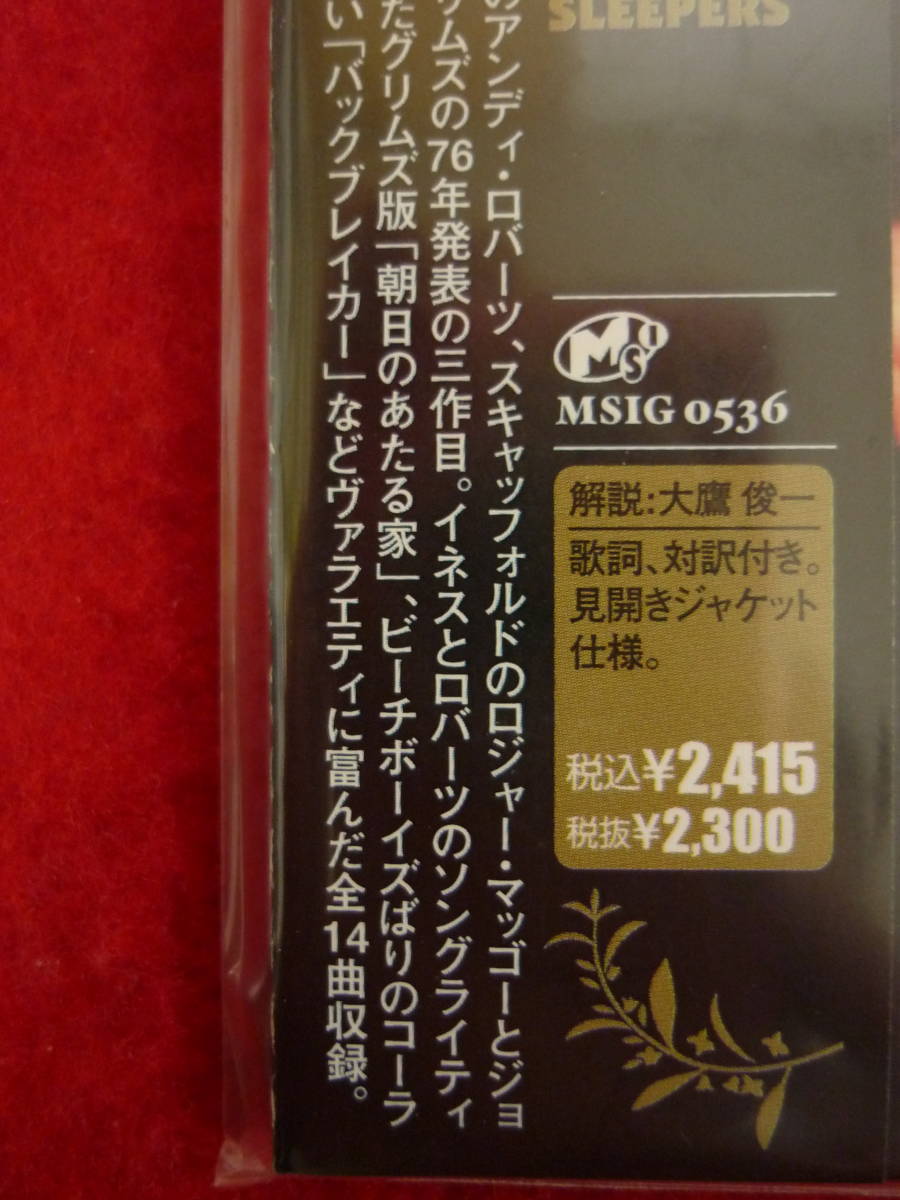 SLEEPERS
のアンディ・ロバーツ、スキャッフォルドのロジャー・マッゴーとジョ
リムズの76年発表の三作目。イネスとロバーツのソングライティ
たグリムズ版「朝日のあたる家」、ビーチボーイズばりのコーラ
い「バックブレイカー」などヴァラエティに富んだ全14曲収録。
MSI
MSIG 0536
解説:大鷹 俊一
歌詞、対訳付き。
見開きジャケット
仕様。
税込¥2,415
税抜¥2,300